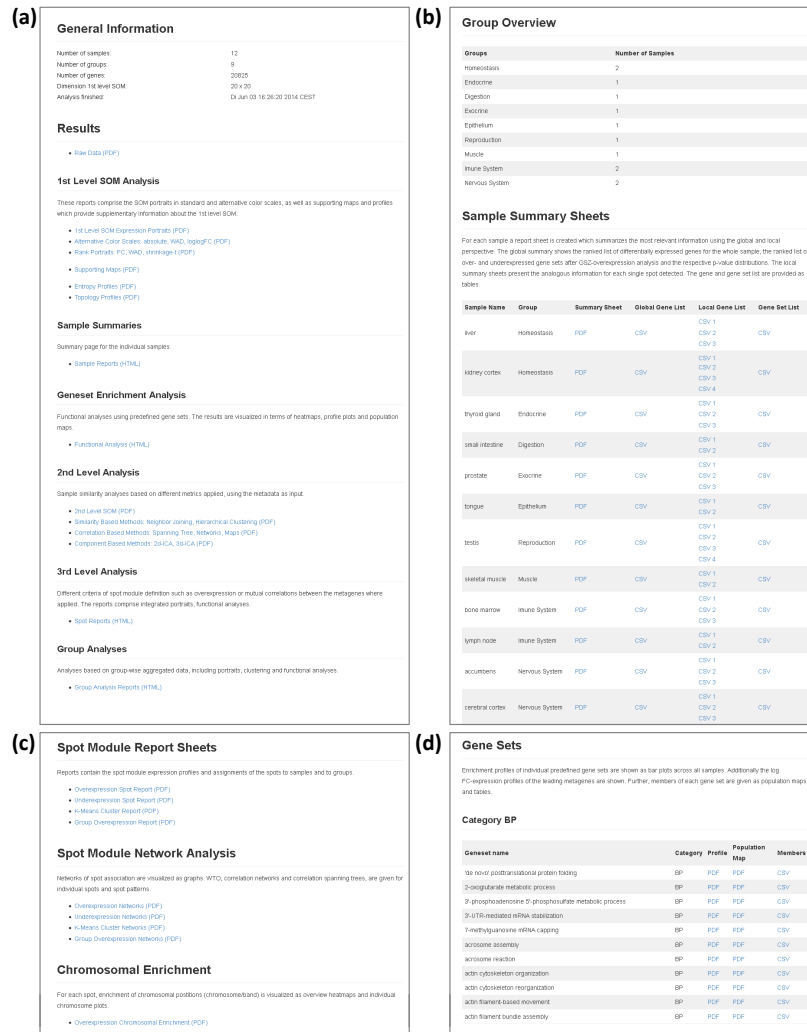 (a)
General Information
Number of samples: 12
Number of groups: 9
Number of genes: 20825
Dimension 1st level SOM: 20 x 20
Analysis finished: Di Jun 03 16:26:20 2014 CEST
Results
• Raw Data (PDF)
1st Level SOM Analysis
These reports comprise the SOM portraits in standard and alternative color scales, as well as supporting maps and profiles
which provide supplementary information about the 1st level SOM.
• 1st Level SOM Expression Portraits (PDF)
• Alternative Color Scales: absolute, WAD, loglogFC (PDF)
• Rank Portraits: FC, WAD, shrinkage-t (PDF)
• Supporting Maps (PDF)
• Entropy Profiles (PDF)
• Topology Profiles (PDF)
Sample Summaries
Summary page for the individual samples.
• Sample Reports (HTML)
Geneset Enrichment Analysis
Functional analyses using predefined gene sets. The results are visualized in terms of heatmaps, profile plots and population
maps.
• Functional Analysis (HTML)
2nd Level Analysis
Sample similarity analyses based on different metrics applied, using the metadata as input.
• 2nd Level SOM (PDF)
• Similarity Based Methods: Neighbor Joining, Hierarchical Clustering (PDF)
• Correlation Based Methods: Spanning Tree, Networks, Maps (PDF)
• Component Based Methods: 2d-ICA, 3d-ICA (PDF)
3rd Level Analysis
Different criteria of spot module definition such as overexpression or mutual correlations between the metagenes where
applied. The reports comprise integrated portraits, functional analyses.
• Spot Reports (HTML)
Group Analyses
Analyses based on group-wise aggregated data, including portraits, clustering and functional analyses.
• Group Analysis Reports (HTML)
(b)
Group Overview
Groups Number of Samples
Homeostasis 2
Endocrine 1
Digestion 1
Exocrine 1
Epithelium 1
Reproduction 1
Muscle 1
Imune System 2
Nervous System 2
Sample Summary Sheets
For each sample a report sheet is created which summarizes the most relevant information using the global and local
perspective. The global summary shows the ranked list of differentially expressed genes for the whole sample, the ranked list o
over- and underexpressed gene sets after GSZ-overexpression analysis and the respective p-value distributions. The local
summary sheets present the analogous information for each single spot detected. The gene and gene set list are provided as
tables.
Sample Name Group Summary Sheet Global Gene List Local Gene List Gene Set List
CSV 1
liver Homeostasis PDF CSV CSV 2 CSV
CSV 3
CSV 1
CSV 2
kidney cortex Homeostasis PDF CSV CSV 3 CSV
CSV 4
CSV 1
thyroid gland Endocrine PDF CSV CSV 2 CSV
CSV 3
small intestine Digestion PDF CSV CSV 1 CSV
CSV 2
CSV 1
prostate Exocrine PDF CSV CSV 2 CSV
CSV 3
tongue Epithelium PDF CSV CSV 1 CSV
CSV 2
CSV 1
CSV 2
testis Reproduction PDF CSV CSV 3 CSV
CSV 4
skeletal muscle Muscle PDF CSV CSV 1 CSV
CSV 2
CSV 1
bone marrow Imune System PDF CSV CSV 2 CSV
CSV 3
lymph node Imune System PDF CSV CSV 1 CSV
CSV 2
CSV 1
accumbens Nervous System PDF CSV CSV 2 CSV
CSV 3
CSV 1
cerebral cortex Nervous System PDF CSV CSV 2 CSV
CSV 3
(c)
Spot Module Report Sheets
Reports contain the spot module expression profiles and assignments of the spots to samples and to groups.
• Overexpression Spot Report (PDF)
• Underexpression Spot Report (PDF)
• K-Means Cluster Report (PDF)
• Group Overexpression Report (PDF)
Spot Module Network Analysis
Networks of spot association are visualized as graphs. WTO, correlation networks and correlation spanning trees, are given for
individual spots and spot patterns.
• Overexpression Networks (PDF)
• Underexpression Networks (PDF)
• K-Means Cluster Networks (PDF)
• Group Overexpression Networks (PDF)
Chromosomal Enrichment
For each spot, enrichment of chromosomal postitions (chromosome/band) is visualized as overview heatmaps and individual
chromosome plots.
• Overexpression Chromosomal Enrichment (PDF)
(d)
Gene Sets
Enrichment profiles of individual predefined gene sets are shown as bar plots across all samples. Additionally the log
FC-expression profiles of the leading metagenes are shown. Further, members of each gene set are given as population maps
and tables.
Category BP
Geneset name Category Profile Population Map Members
'de novo' posttranslational protein folding BP PDF PDF CSV
2-oxoglutarate metabolic process BP PDF PDF CSV
3'-phosphoadenosine 5'-phosphosulfate metabolic process BP PDF PDF CSV
3'-UTR-mediated mRNA stabilization BP PDF PDF CSV
7-methylguanosine mRNA capping BP PDF PDF CSV
acrosome assembly BP PDF PDF CSV
acrosome reaction BP PDF PDF CSV
actin cytoskeleton organization BP PDF PDF CSV
actin cytoskeleton reorganization BP PDF PDF CSV
actin filament-based movement BP PDF PDF CSV
actin filament bundle assembly BP PDF PDF CSV